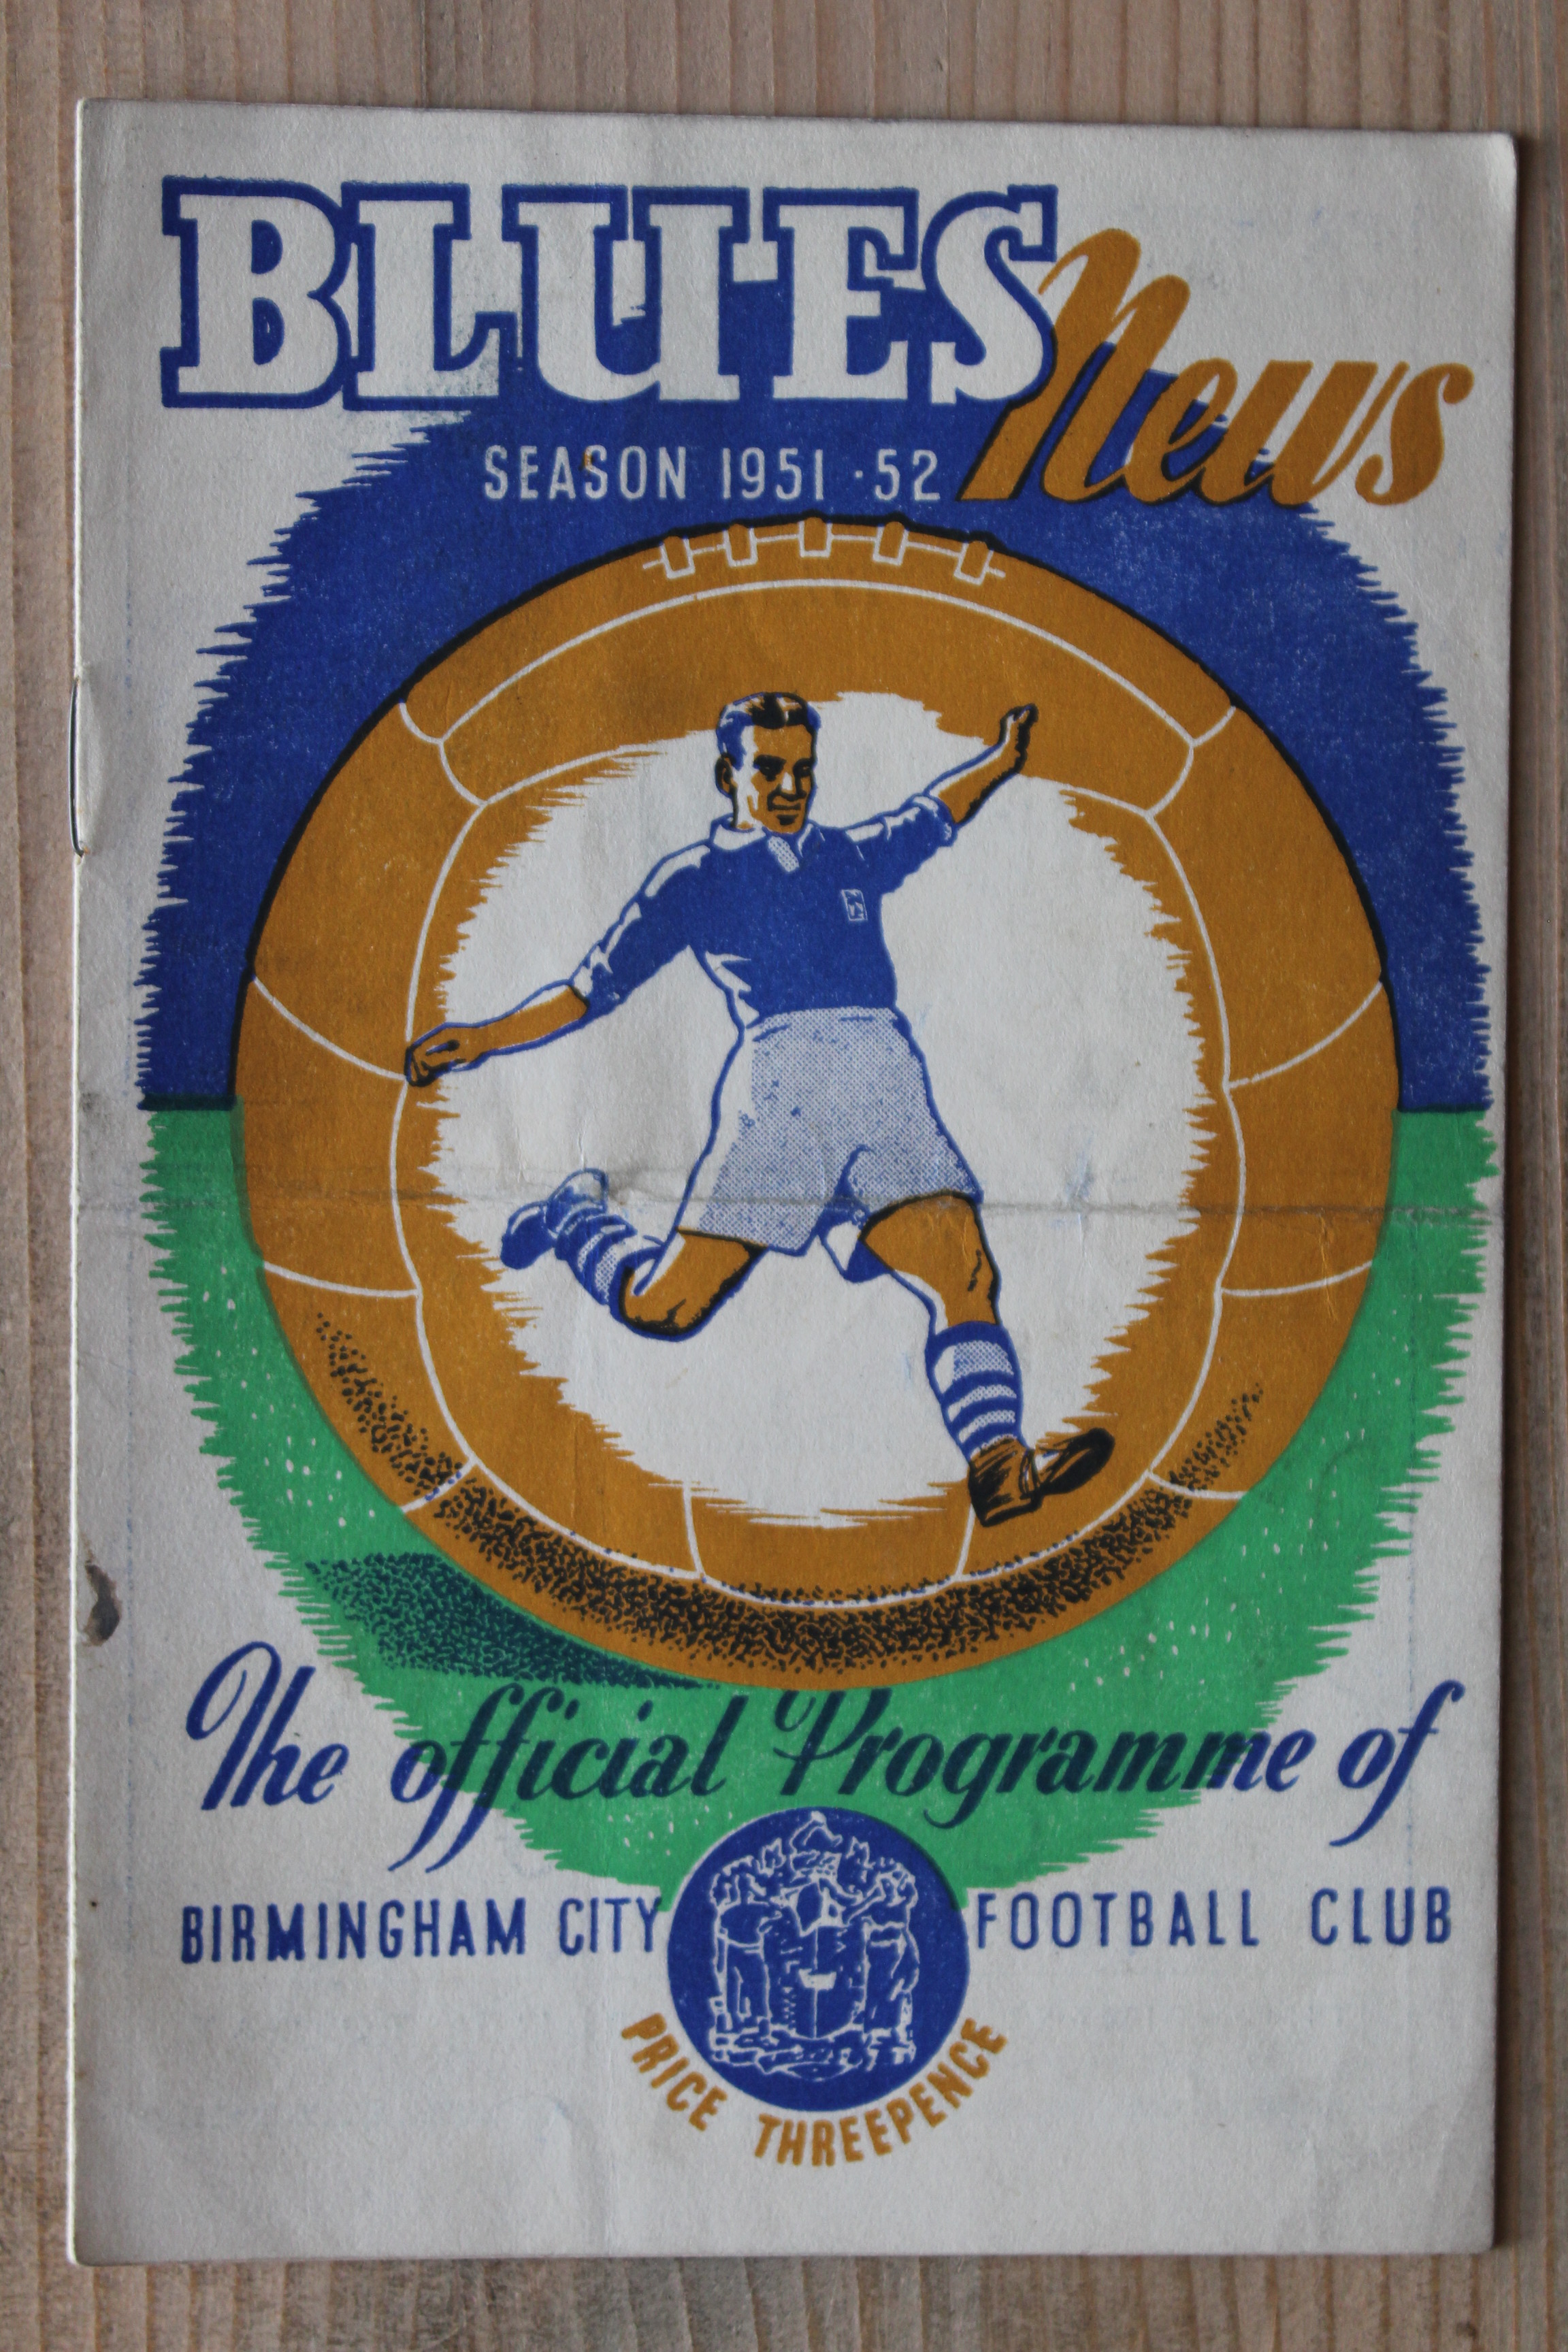 BLUES News
SEASON 1951-52
The official Programme of
BIRMINGHAM CITY FOOTBALL CLUB
PRICE THREEPENCE